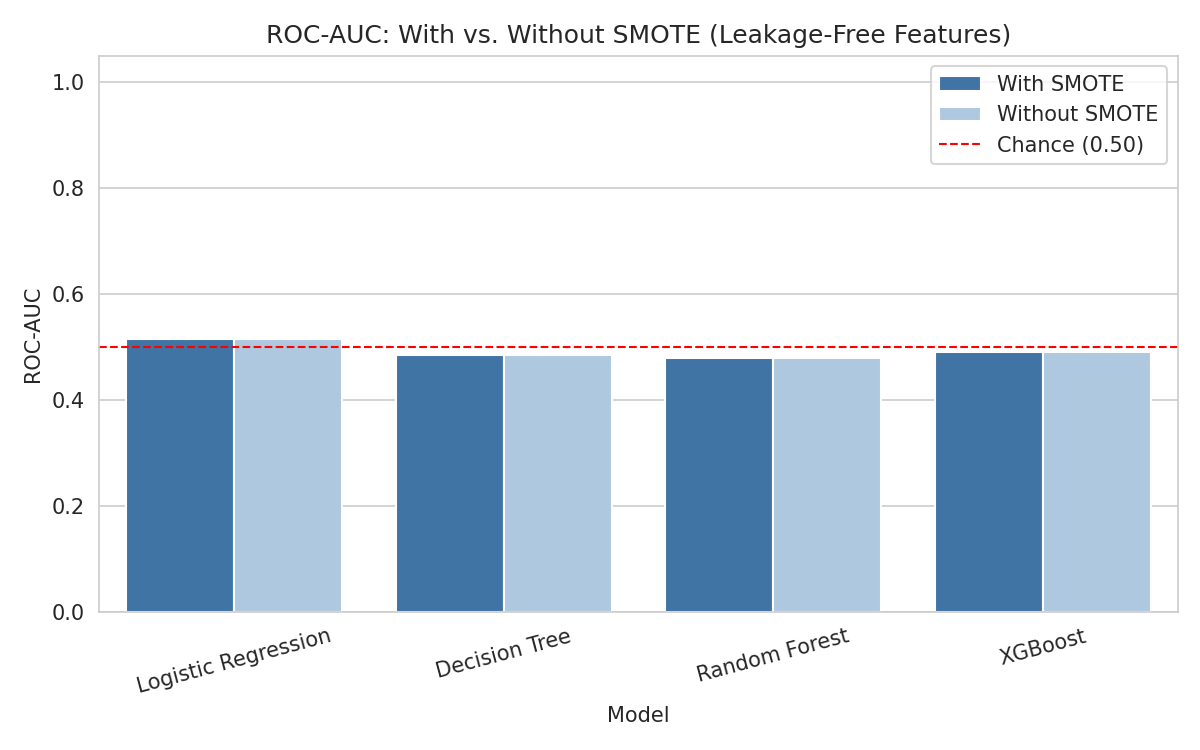 ROC-AUC: With vs. Without SMOTE (Leakage-Free Features)
With SMOTE
Without SMOTE
Chance (0.50)
ROC-AUC
1.0
0.8
0.6
0.4
0.2
0.0
Logistic Regression
Decision Tree
Random Forest
XGBoost
Model